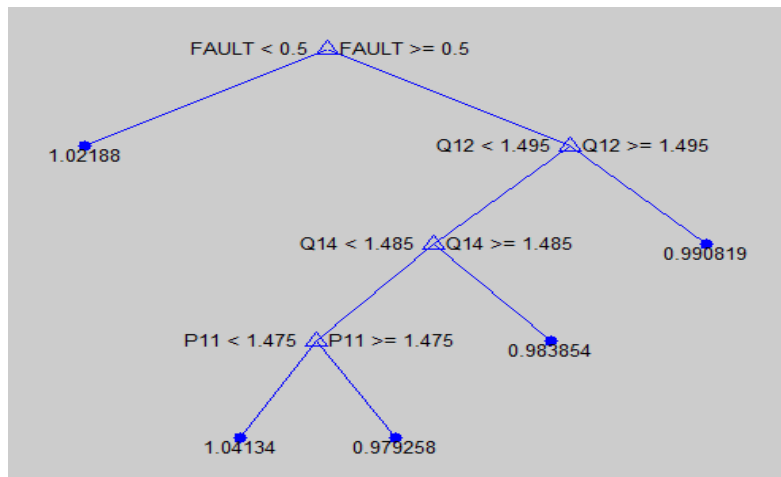 FAULT < 0.5 FAULT >= 0.5
1.02188
Q12 < 1.495 Q12 >= 1.495
Q14 < 1.485 Q14 >= 1.485
0.990819
P11 < 1.475 P11 >= 1.475
0.983854
1.04134
0.979258